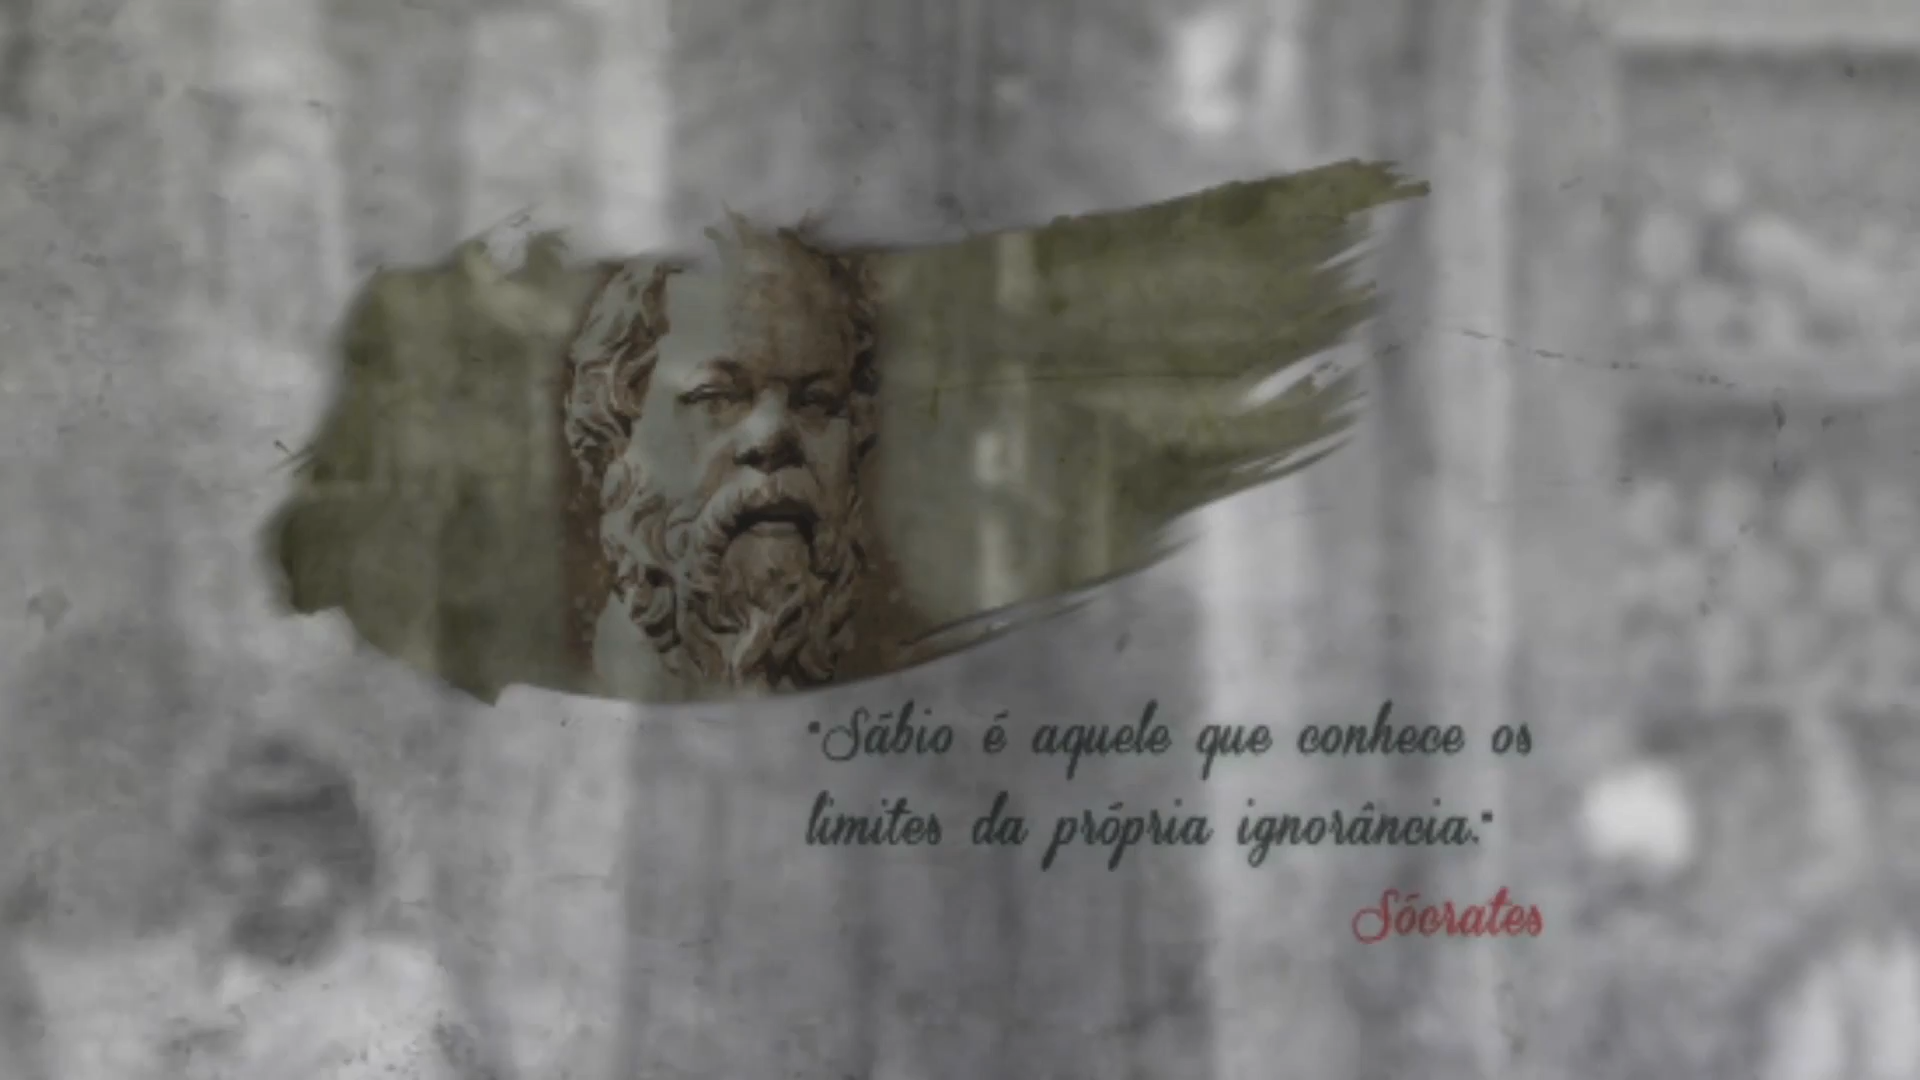 "Sábio é aquele que conhece os
limites da própria ignorância."
Sócrates